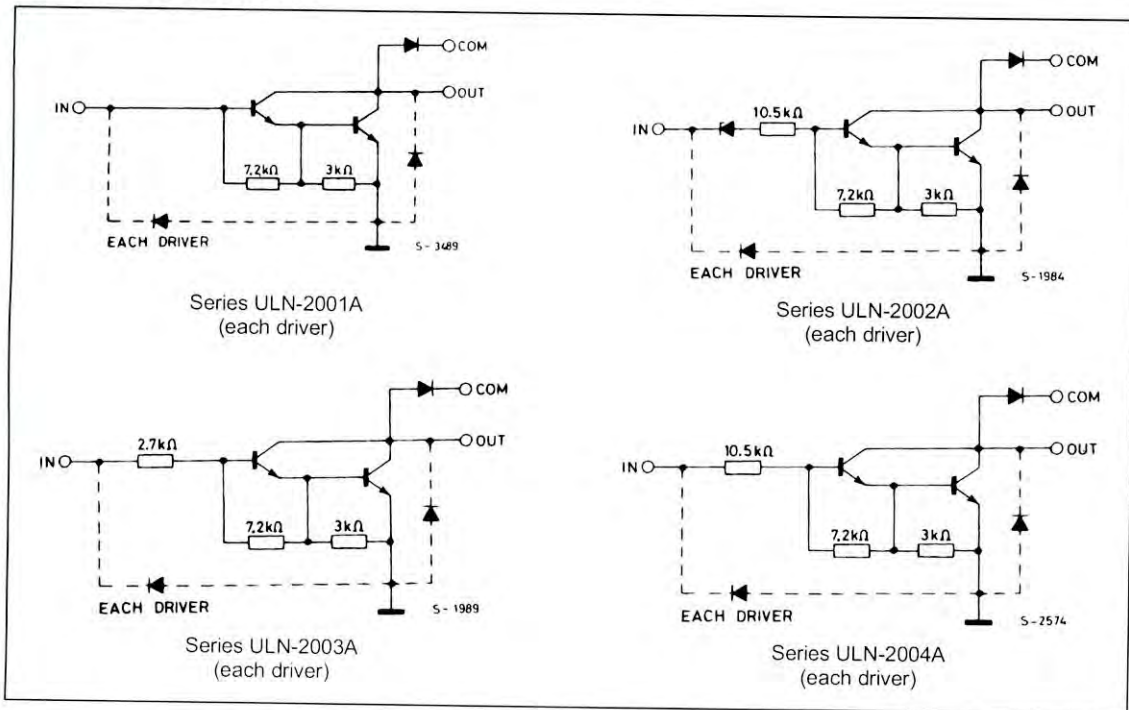 COM
OUT
IN
7.2kΩ 3kΩ
EACH DRIVER
S-3489
Series ULN-2001A
(each driver)
COM
OUT
IN
10.5kΩ
7.2kΩ 3kΩ
EACH DRIVER
S-1984
Series ULN-2002A
(each driver)
COM
OUT
IN
2.7kΩ
7.2kΩ 3kΩ
EACH DRIVER
S-1989
Series ULN-2003A
(each driver)
COM
OUT
IN
10.5kΩ
7.2kΩ 3kΩ
EACH DRIVER
S-2574
Series ULN-2004A
(each driver)